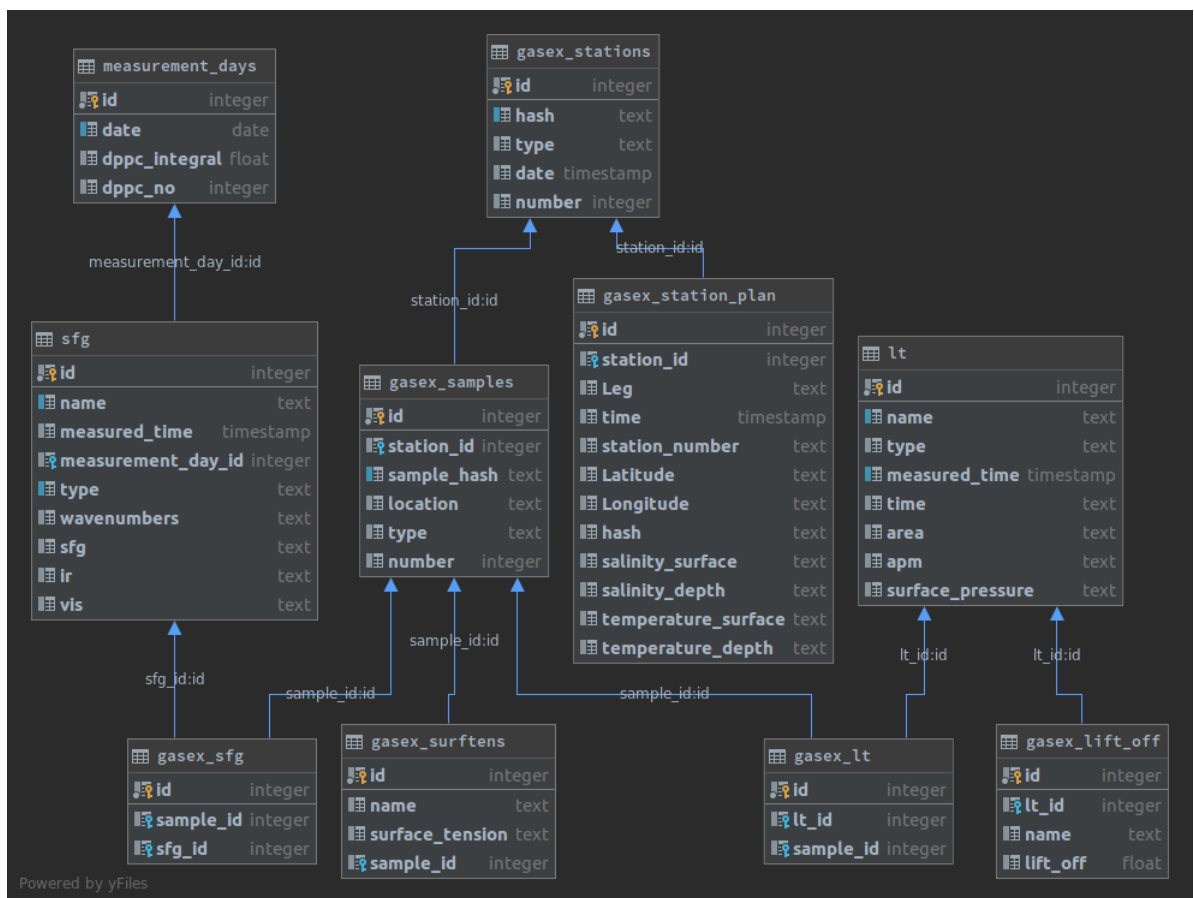 measurement_days
id integer
date date
dppc_integral float
dppc_no integer
gasex_stations
id integer
hash text
type text
date timestamp
number integer
measurement_day_id:id
station_id:id
station_id:id
sfg
id integer
name text
measured_time timestamp
measurement_day_id integer
type text
wavenumbers text
sfg text
ir text
vis text
gasex_samples
id integer
station_id integer
sample_hash text
location text
type text
number integer
gasex_station_plan
id integer
station_id integer
Leg text
time timestamp
station_number text
Latitude text
Longitude text
hash text
salinity_surface text
salinity_depth text
temperature_surface text
temperature_depth text
lt
id integer
name text
type text
measured_time timestamp
time text
area text
apm text
surface_pressure text
sfg_id:id
sample_id:id
sample_id:id
sample_id:id
lt_id:id
lt_id:id
gasex_sfg
id integer
sample_id integer
sfg_id integer
gasex_surftens
id integer
name text
surface_tension text
sample_id integer
gasex_lt
id integer
lt_id integer
sample_id integer
gasex_lift_off
id integer
lt_id integer
name text
lift_off float
Powered by yFiles